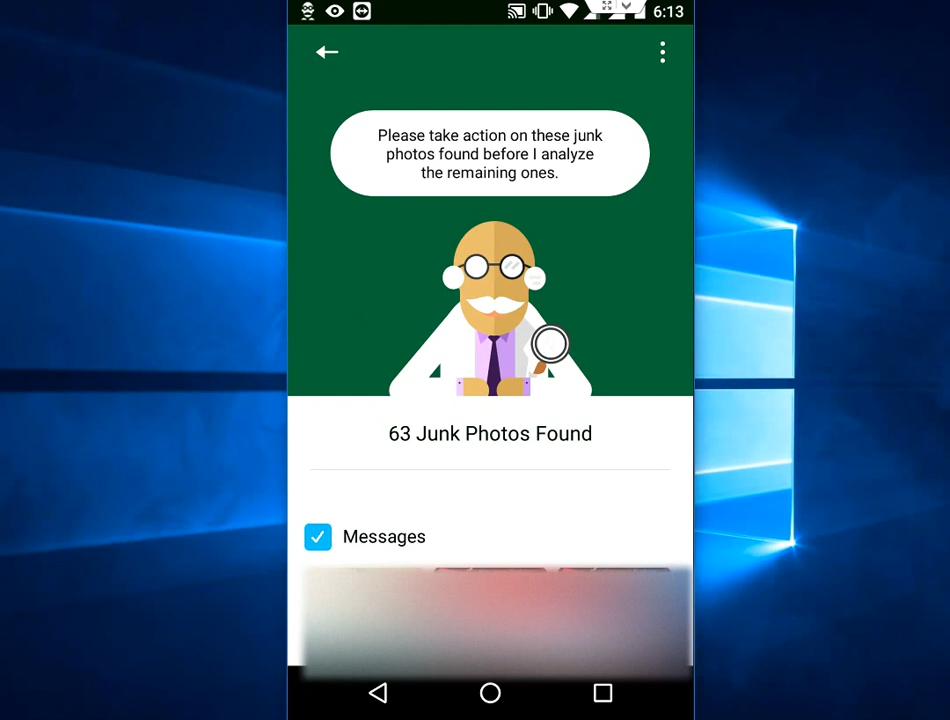 6:13
Please take action on these junk
photos found before I analyze
the remaining ones.
63 Junk Photos Found
Messages